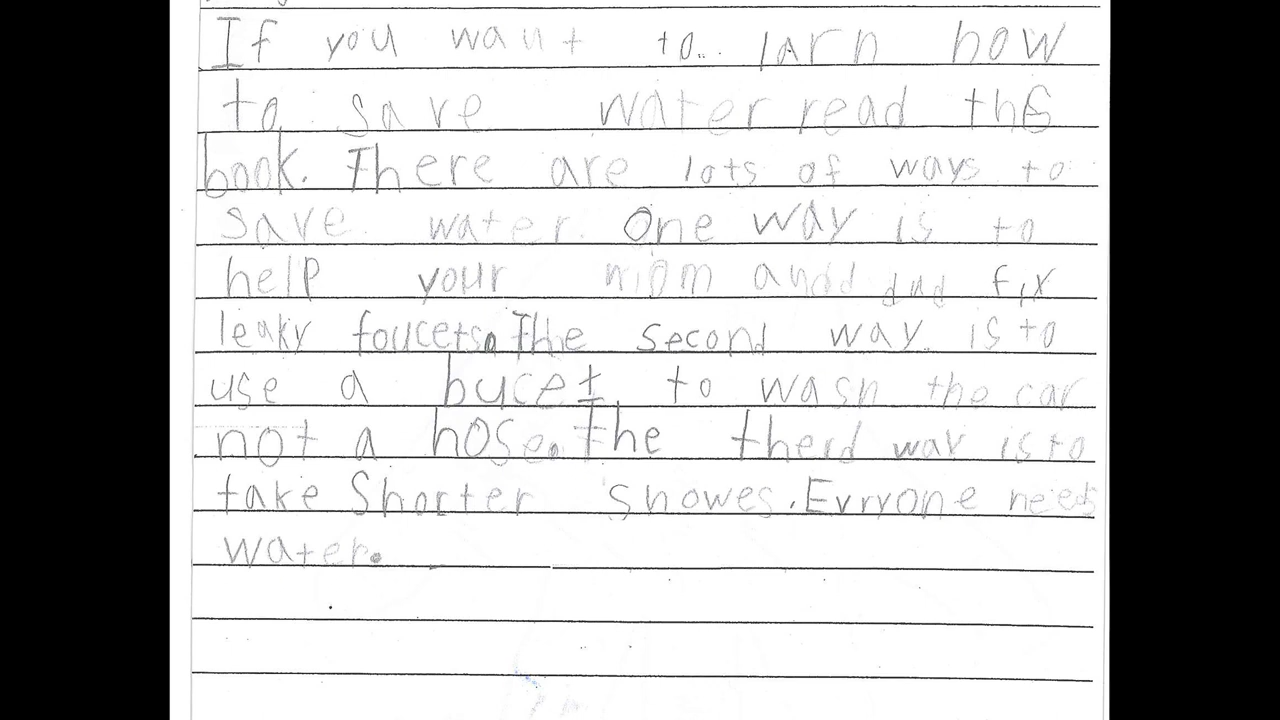 If you want to larn how
to save water read the
book. There are lots of ways to
save water. One way is to
help your mom and dad fix
leaky foucets. The second way is to
use a bucet to wash the car
not a hose. The therd way is to
take Shorter showes. Evryone needs
water.